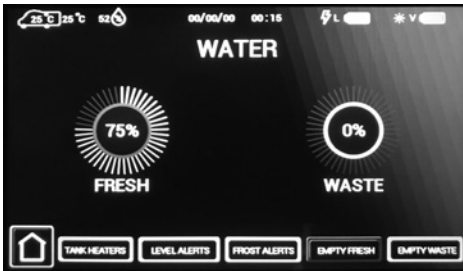 25°C 25°C 52% 00/00/00 00:15 L V
WATER
75% 0%
FRESH WASTE
TANK HEATERS LEVEL ALERTS FROST ALERTS EMPTY FRESH EMPTY WASTE